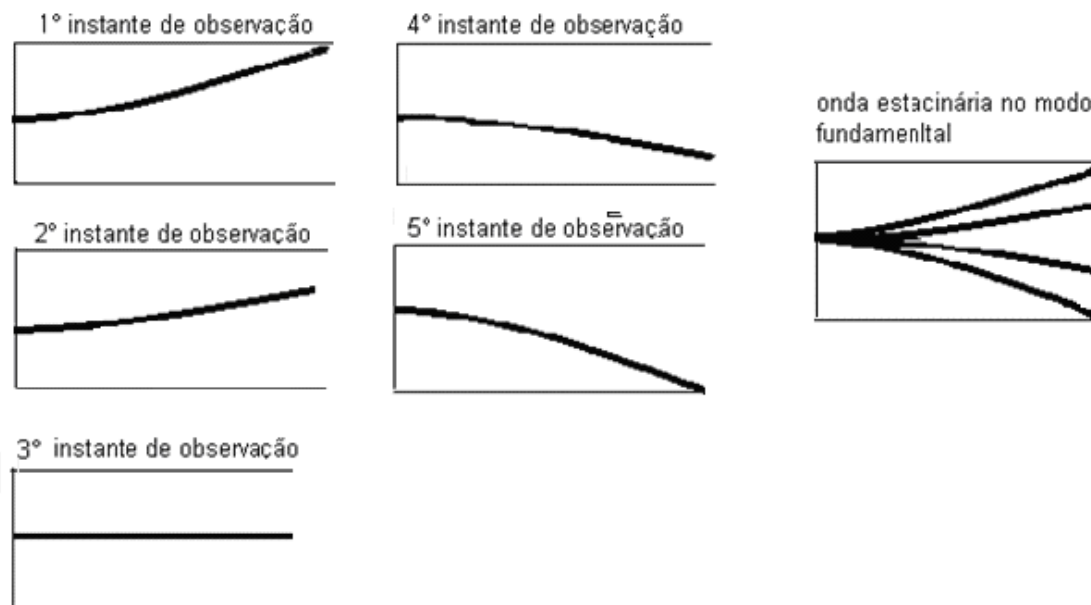 1° instante de observação
4° instante de observação
onda estacinária no modo
fundamenltal
2° instante de observação
5° instante de observação
3° instante de observação